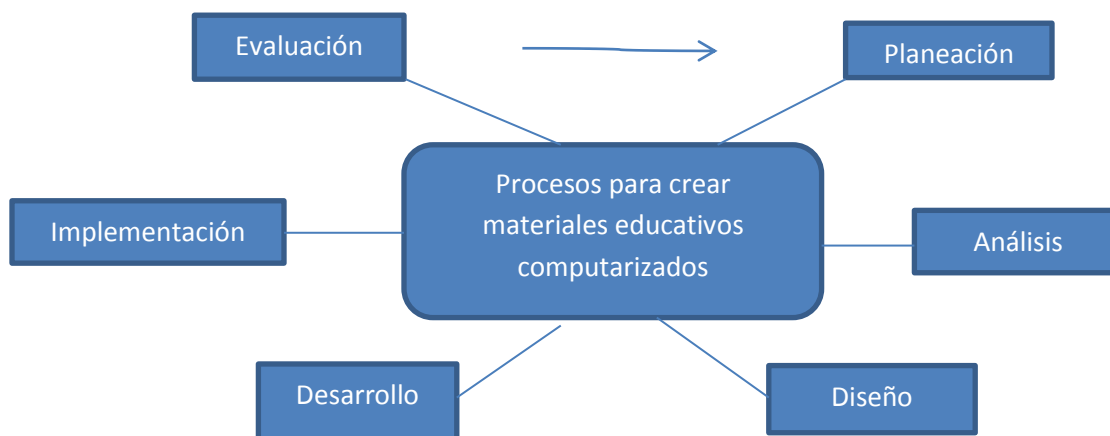 Evaluación
Planeación
Procesos para crear
materiales educativos
computarizados
Implementación
Análisis
Desarrollo
Diseño